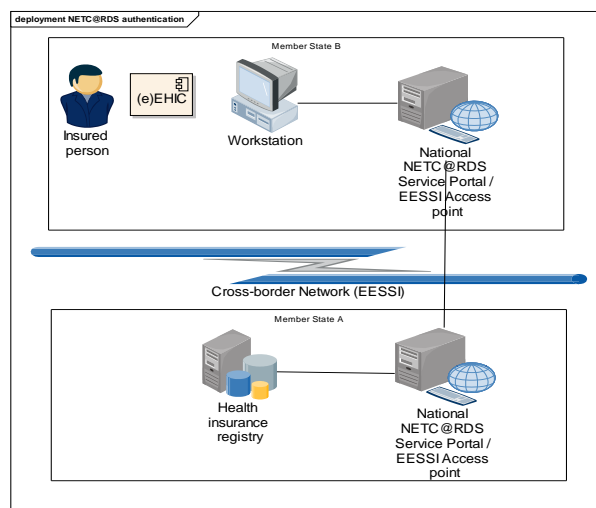 deployment NETC@RDS authentication
Member State B
(e)EHIC
Insured
person
Workstation
National
NETC@RDS
Service Portal /
EESSI Access
point
Cross-border Network (EESSI)
Member State A
Health
insurance
registry
National
NETC@RDS
Service Portal /
EESSI Access
point